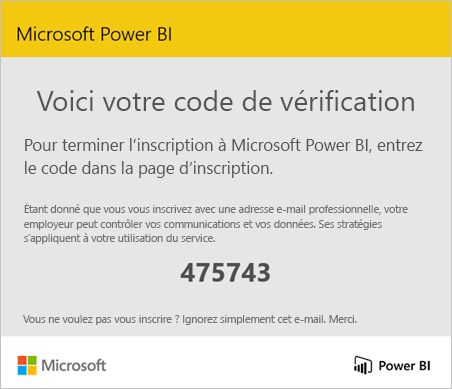 Microsoft Power BI
Voici votre code de vérification
Pour terminer l’inscription à Microsoft Power BI, entrez
le code dans la page d’inscription.
Étant donné que vous vous inscrivez avec une adresse e-mail professionnelle, votre
employeur peut contrôler vos communications et vos données. Ses stratégies
s’appliquent à votre utilisation du service.
475743
Vous ne voulez pas vous inscrire ? Ignorez simplement cet e-mail. Merci.
Microsoft
Power BI